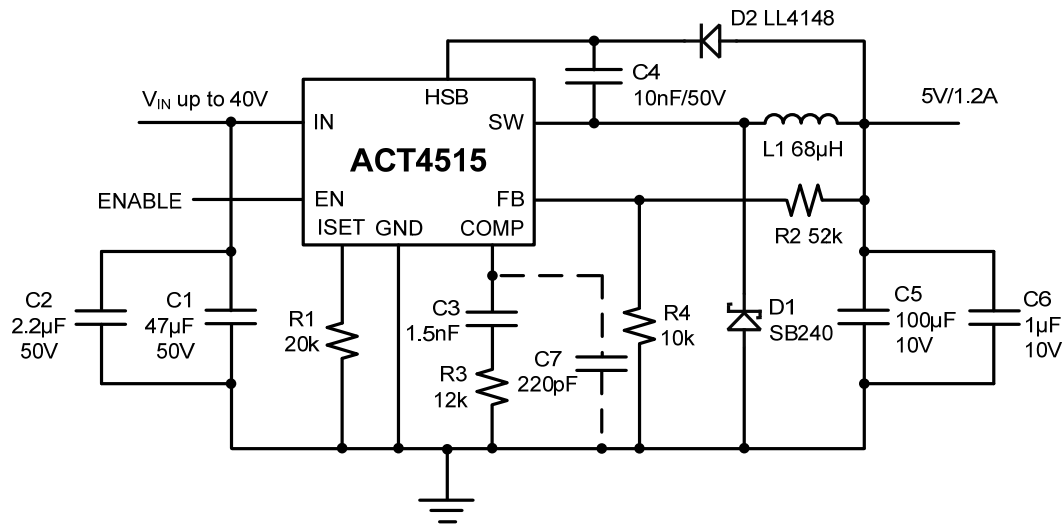 D2 LL4148
C4
10nF/50V
HSB
V_IN up to 40V
IN
SW
5V/1.2A
L1 68µH
ACT4515
ENABLE
EN
FB
ISET
GND
COMP
R2 52k
C2
2.2µF
50V
C1
47µF
50V
R1
20k
C3
1.5nF
R3
12k
C7
220pF
R4
10k
D1
SB240
C5
100µF
10V
C6
1µF
10V